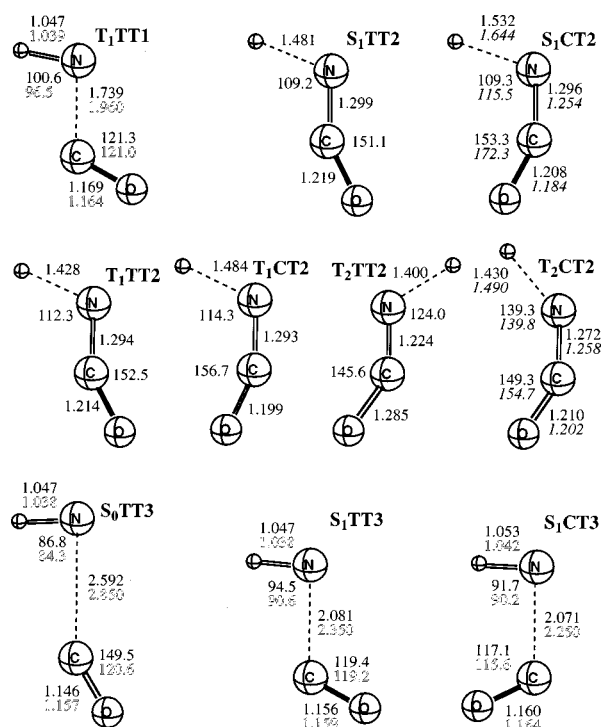 1.047
1.039
T₁TT1
N
100.6
96.5
1.739
1.960
121.3
121.0
C
1.169
1.164
O
S₁TT2
1.481
N
109.2
1.299
C
151.1
1.219
O
1.532
1.644
S₁CT2
N
109.3
115.5
1.296
1.254
153.3
172.3
C
1.208
1.184
O
T₁TT2
1.428
N
112.3
1.294
C
152.5
1.214
O
T₁CT2
1.484
N
114.3
1.293
156.7
C
1.199
O
T₂TT2
1.400
N
124.0
1.224
145.6
C
1.285
O
T₂CT2
1.430
1.490
N
139.3
139.8
1.272
1.258
149.3
154.7
C
1.210
1.202
O
1.047
1.038
S₀TT3
N
86.8
84.3
2.592
2.850
C
149.5
120.6
1.146
1.157
O
S₁TT3
1.047
1.038
N
94.5
90.6
2.081
2.350
C
119.4
119.2
1.156
1.159
O
S₁CT3
1.053
1.042
N
91.7
90.2
2.071
2.250
117.1
115.6
C
O
1.160
1.164